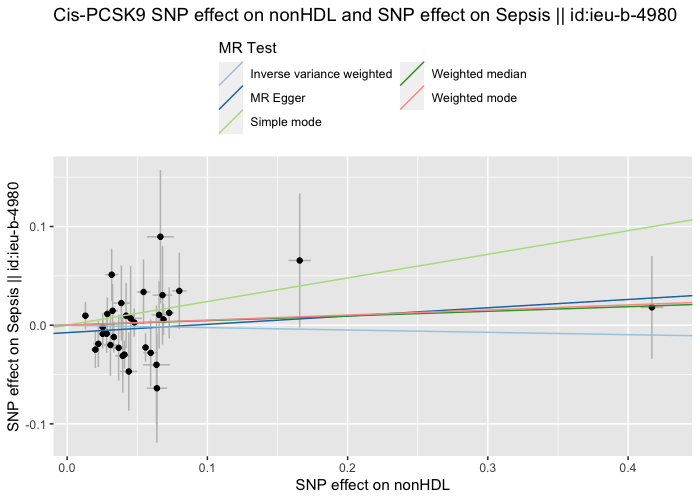 Cis-PCSK9 SNP effect on nonHDL and SNP effect on Sepsis || id:ieu-b-4980
MR Test
Inverse variance weighted
MR Egger
Simple mode
Weighted median
Weighted mode
SNP effect on Sepsis || id:ieu-b-4980
0.1
0.0
-0.1
0.0 0.1 0.2 0.3 0.4
SNP effect on nonHDL